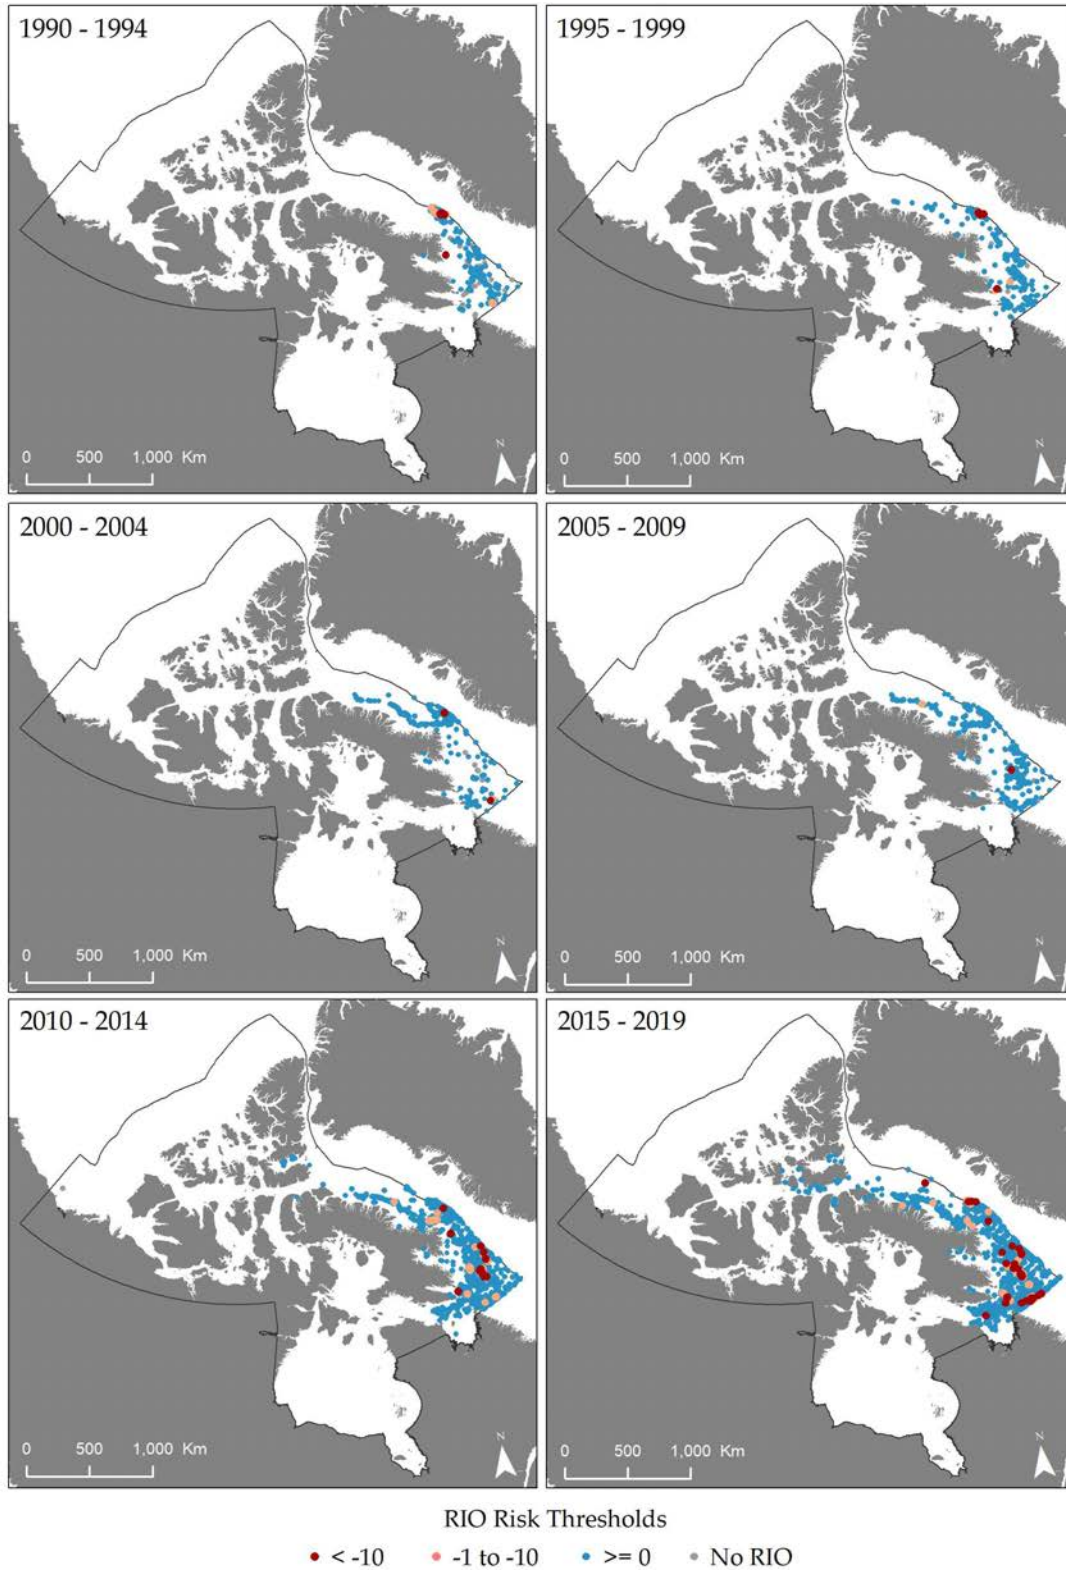 1990 - 1994
1995 - 1999
N
N
0 500 1,000 Km
0 500 1,000 Km
2000 - 2004
2005 - 2009
N
N
0 500 1,000 Km
0 500 1,000 Km
2010 - 2014
2015 - 2019
N
N
0 500 1,000 Km
0 500 1,000 Km
RIO Risk Thresholds
< -10 -1 to -10 >= 0 No RIO